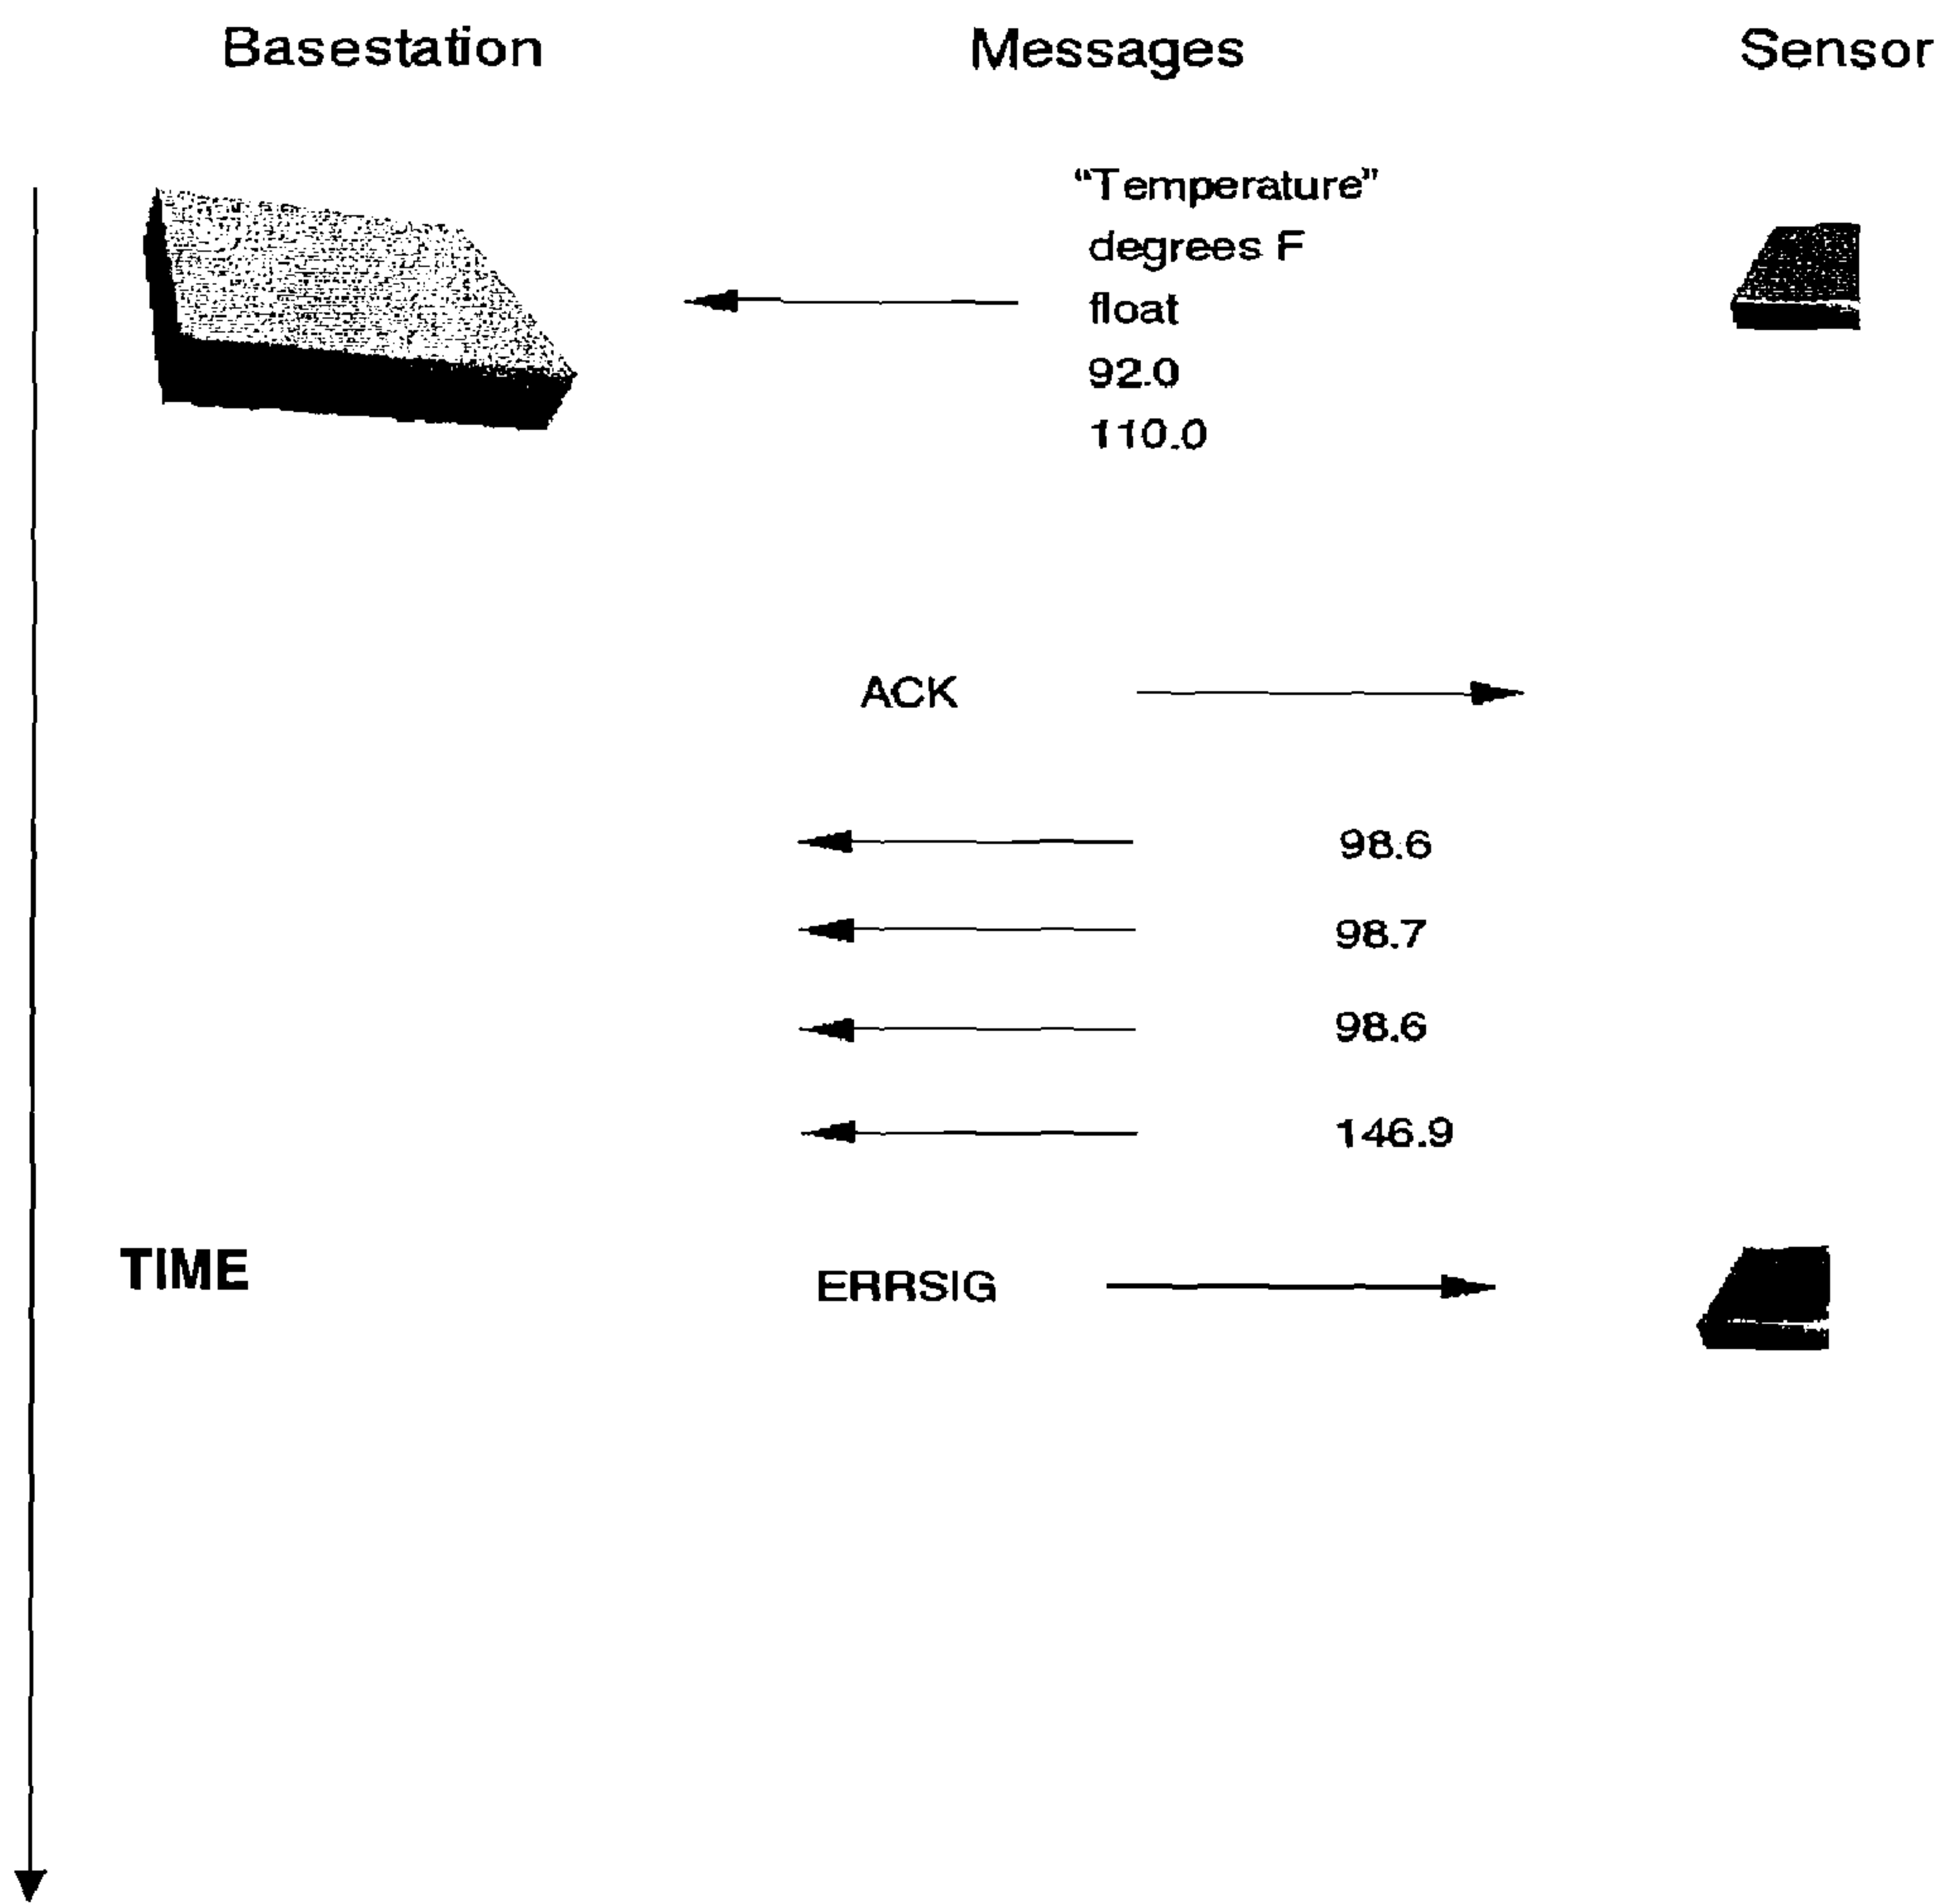 Basestation Messages Sensor
“Temperature”
degrees F
float
92.0
110.0
ACK
98.6
98.7
98.6
146.9
TIME
ERRSIG